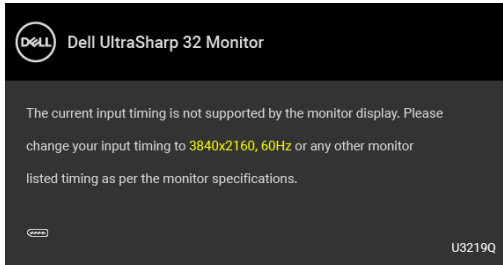 DELL
Dell UltraSharp 32 Monitor
The current input timing is not supported by the monitor display. Please
change your input timing to 3840x2160, 60Hz or any other monitor
listed timing as per the monitor specifications.
U3219Q